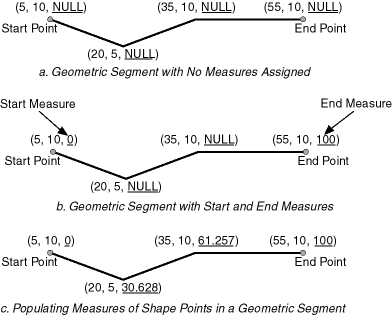 (5, 10, NULL) (35, 10, NULL) (55, 10, NULL)
Start Point End Point
(20, 5, NULL)
a. Geometric Segment with No Measures Assigned
Start Measure End Measure
(5, 10, 0) (35, 10, NULL) (55, 10, 100)
Start Point End Point
(20, 5, NULL)
b. Geometric Segment with Start and End Measures
(5, 10, 0) (35, 10, 61.257) (55, 10, 100)
Start Point End Point
(20, 5, 30.628)
c. Populating Measures of Shape Points in a Geometric Segment